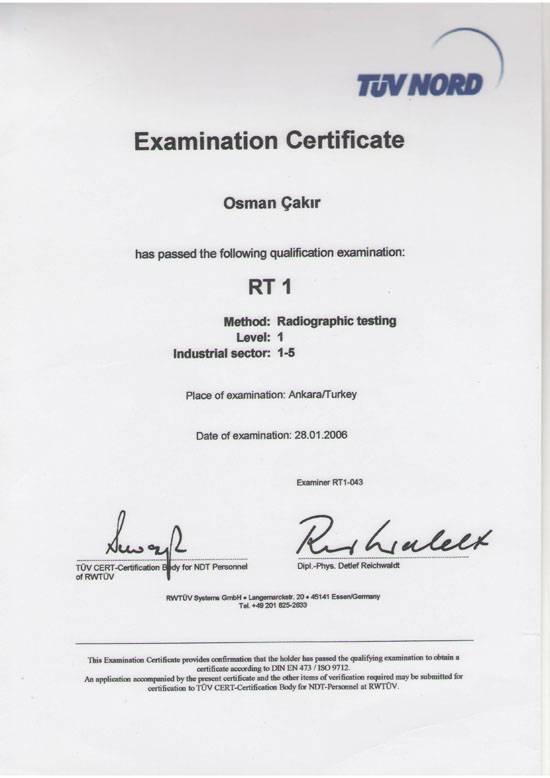 TÜV NORD
Examination Certificate
Osman Çakır
has passed the following qualification examination:
RT 1
Method: Radiographic testing
Level: 1
Industrial sector: 1-5
Place of examination: Ankara/Turkey
Date of examination: 28.01.2006
Examiner RT1-043
TÜV CERT-Certification Body for NDT Personnel
of RWTÜV
Dipl.-Phys. Detlef Reichwaldt
RWTÜV Systems GmbH • Langemarckstr. 20 • 45141 Essen/Germany
Tel. +49 201 825-2633
This Examination Certificate provides confirmation that the holder has passed the qualifying examination to obtain a
certificate according to DIN EN 473 / ISO 9712.
An application accompanied by the present certificate and the other items of verification required may be submitted for
certification to TÜV CERT-Certification Body for NDT-Personnel at RWTÜV.